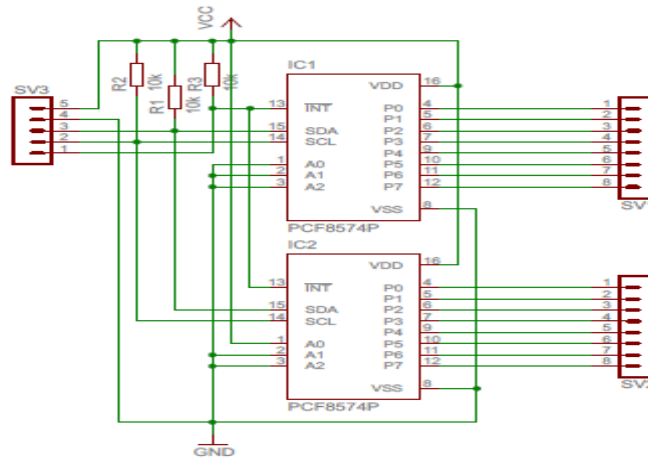 VCC
IC1
SV3
R2
10k
R1
10k
R3
10k
5
4
3
2
1
13
15
14
1
2
3
INT
SDA
SCL
A0
A1
A2
VDD
P0
P1
P2
P3
P4
P5
P6
P7
VSS
16
4
5
6
7
9
10
11
12
8
1
2
3
4
5
6
7
8
PCF8574P
IC2
13
15
14
1
2
3
INT
SDA
SCL
A0
A1
A2
VDD
P0
P1
P2
P3
P4
P5
P6
P7
VSS
16
4
5
6
7
9
10
11
12
8
1
2
3
4
5
6
7
8
SV2
PCF8574P
GND